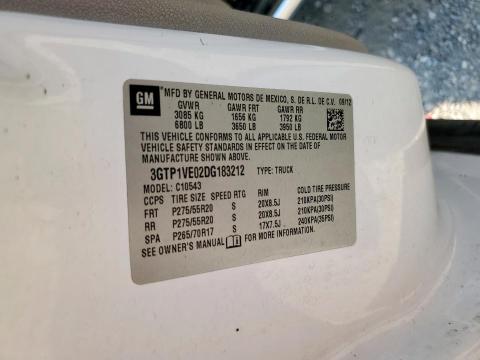 GM MFD BY GENERAL MOTORS DE MEXICO, S. DE R.L. DE C.V. 09/12
GVWR GAWR FRT GAWR RR
3085 KG 1656 KG 1792 KG
6800 LB 3650 LB 3950 LB
THIS VEHICLE CONFORMS TO ALL APPLICABLE U.S. FEDERAL MOTOR
VEHICLE SAFETY STANDARDS IN EFFECT ON THE DATE OF
MANUFACTURE SHOWN ABOVE.
3GTP1VE02DG183212 TYPE: TRUCK
MODEL: C10543
CCPS TIRE SIZE SPEED RTG RIM COLD TIRE PRESSURE
FRT P275/55R20 S 20X8.5J 210KPA(30PSI)
RR P275/55R20 S 20X8.5J 210KPA(30PSI)
SPA P265/70R17 S 17X7.5J 240KPA(35PSI)
SEE OWNER'S MANUAL FOR MORE INFORMATION.